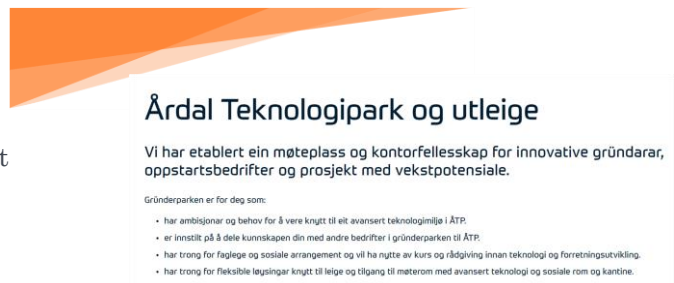 Årdal Teknologipark og utleige
t
Vi har etablert ein møteplass og kontorfellesskap for innovative gründarar,
oppstartsbedrifter og prosjekt med vekstpotensiale.
Gründerparken er for deg som:
• har ambisjonar og behov for å vere knytt til eit avansert teknologimiljø i ÅTP.
• er innstilt på å dele kunnskapen din med andre bedrifter i gründerparken til ÅTP.
• har trong for faglege og sosiale arrangement og vil ha nytte av kurs og rådgiving innan teknologi og forretningsutvikling.
• har trong for fleksible løysingar knytt til leige og tilgang til møterom med avansert teknologi og sosiale rom og kantine.